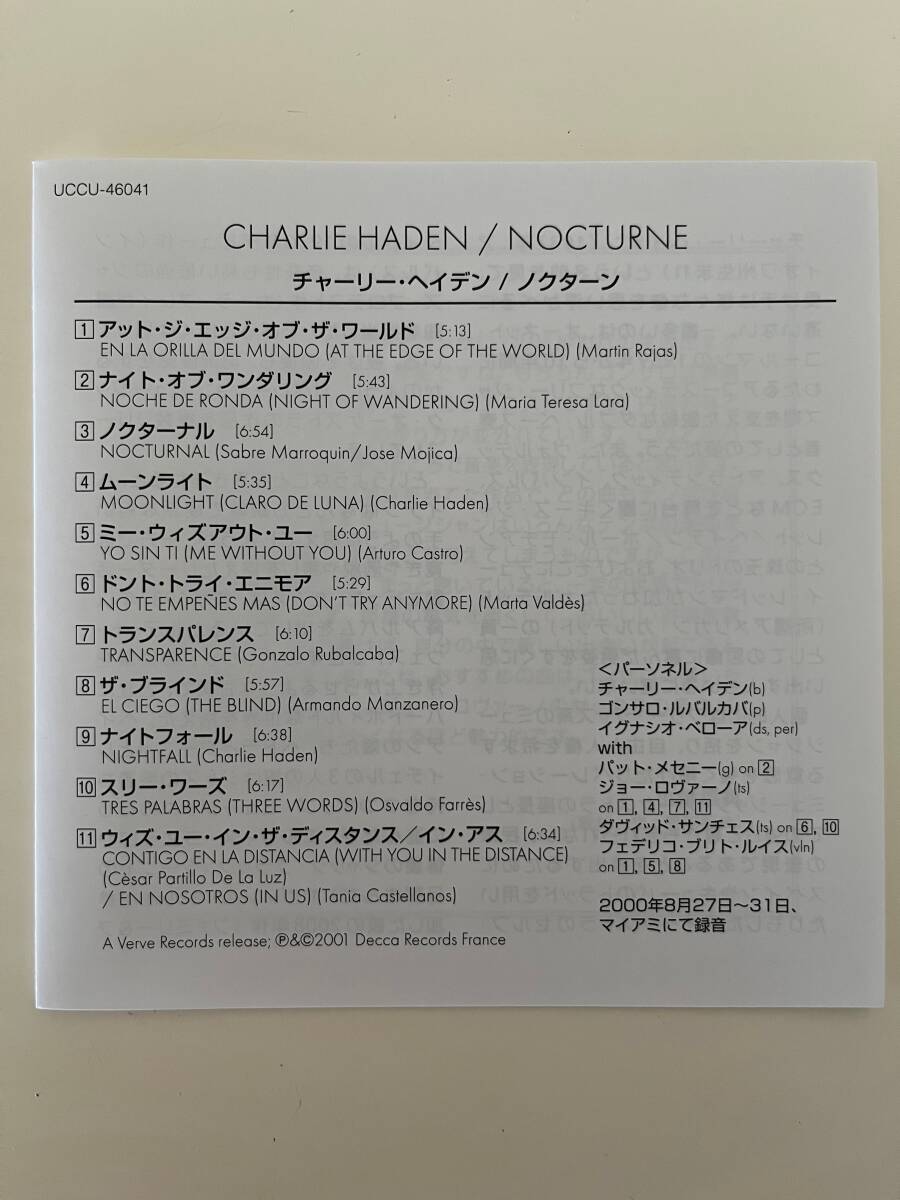 UCCU-46041
CHARLIE HADEN / NOCTURNE
チャーリー・ヘイデン / ノクターン
1 アット・ジ・エッジ・オブ・ザ・ワールド [5:13]
EN LA ORILLA DEL MUNDO (AT THE EDGE OF THE WORLD) (Martin Rajas)
2 ナイト・オブ・ワンダリング [5:43]
NOCHE DE RONDA (NIGHT OF WANDERING) (Maria Teresa Lara)
3 ノクターナル [6:54]
NOCTURNAL (Sabre Marroquin/Jose Mojica)
4 ムーンライト [5:35]
MOONLIGHT (CLARO DE LUNA) (Charlie Haden)
5 ミー・ウィズアウト・ユー [6:00]
YO SIN TI (ME WITHOUT YOU) (Arturo Castro)
6 ドント・トライ・エニモア [5:29]
NO TE EMPEÑES MAS (DON'T TRY ANYMORE) (Marta Valdès)
7 トランスパレンス [6:10]
TRANSPARENCE (Gonzalo Rubalcaba)
8 ザ・ブラインド [5:57]
EL CIEGO (THE BLIND) (Armando Manzanero)
9 ナイトフォール [6:38]
NIGHTFALL (Charlie Haden)
10 スリー・ワーズ [6:17]
TRES PALABRAS (THREE WORDS) (Osvaldo Farrès)
11 ウィズ・ユー・イン・ザ・ディスタンス／イン・アス [6:34]
CONTIGO EN LA DISTANCIA (WITH YOU IN THE DISTANCE)
(Cèsar Partillo De La Luz)
/ EN NOSOTROS (IN US) (Tania Castellanos)
A Verve Records release; ℗&©2001 Decca Records France
＜パーソネル＞
チャーリー・ヘイデン(b)
ゴンサロ・ルバルカバ(p)
イグナシオ・ベローア(ds, per)
with
パット・メセニー(g) on 2
ジョー・ロヴァーノ(ts)
on 1, 4, 7, 11
ダヴィッド・サンチェス(ts) on 6, 10
フェデリコ・ブリト・ルイス(vln)
on 1, 5, 8
2000年8月27日〜31日、
マイアミにて録音